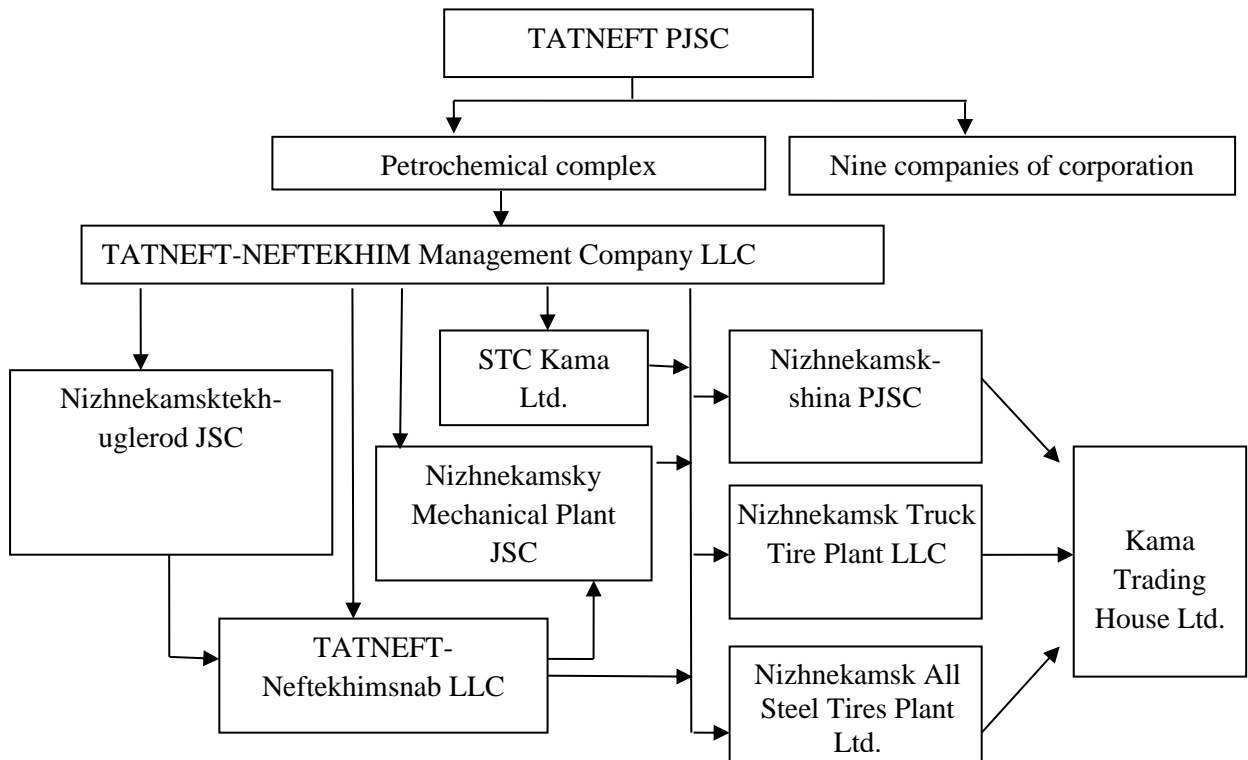 TATNEFT PJSC
Petrochemical complex
Nine companies of corporation
TATNEFT-NEFTEKHIM Management Company LLC
STC Kama
Ltd.
Nizhnekamsk-
shina PJSC
Nizhnekamsktekh-
uglerod JSC
Nizhnekamsky
Mechanical Plant
JSC
Nizhnekamsk Truck
Tire Plant LLC
Kama
Trading
House Ltd.
TATNEFT-
Neftekhimsnab LLC
Nizhnekamsk All
Steel Tires Plant
Ltd.